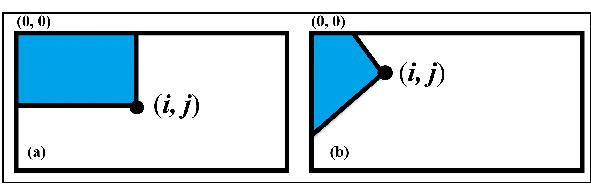 (0, 0)
(i, j)
(a)
(0, 0)
(i, j)
(b)